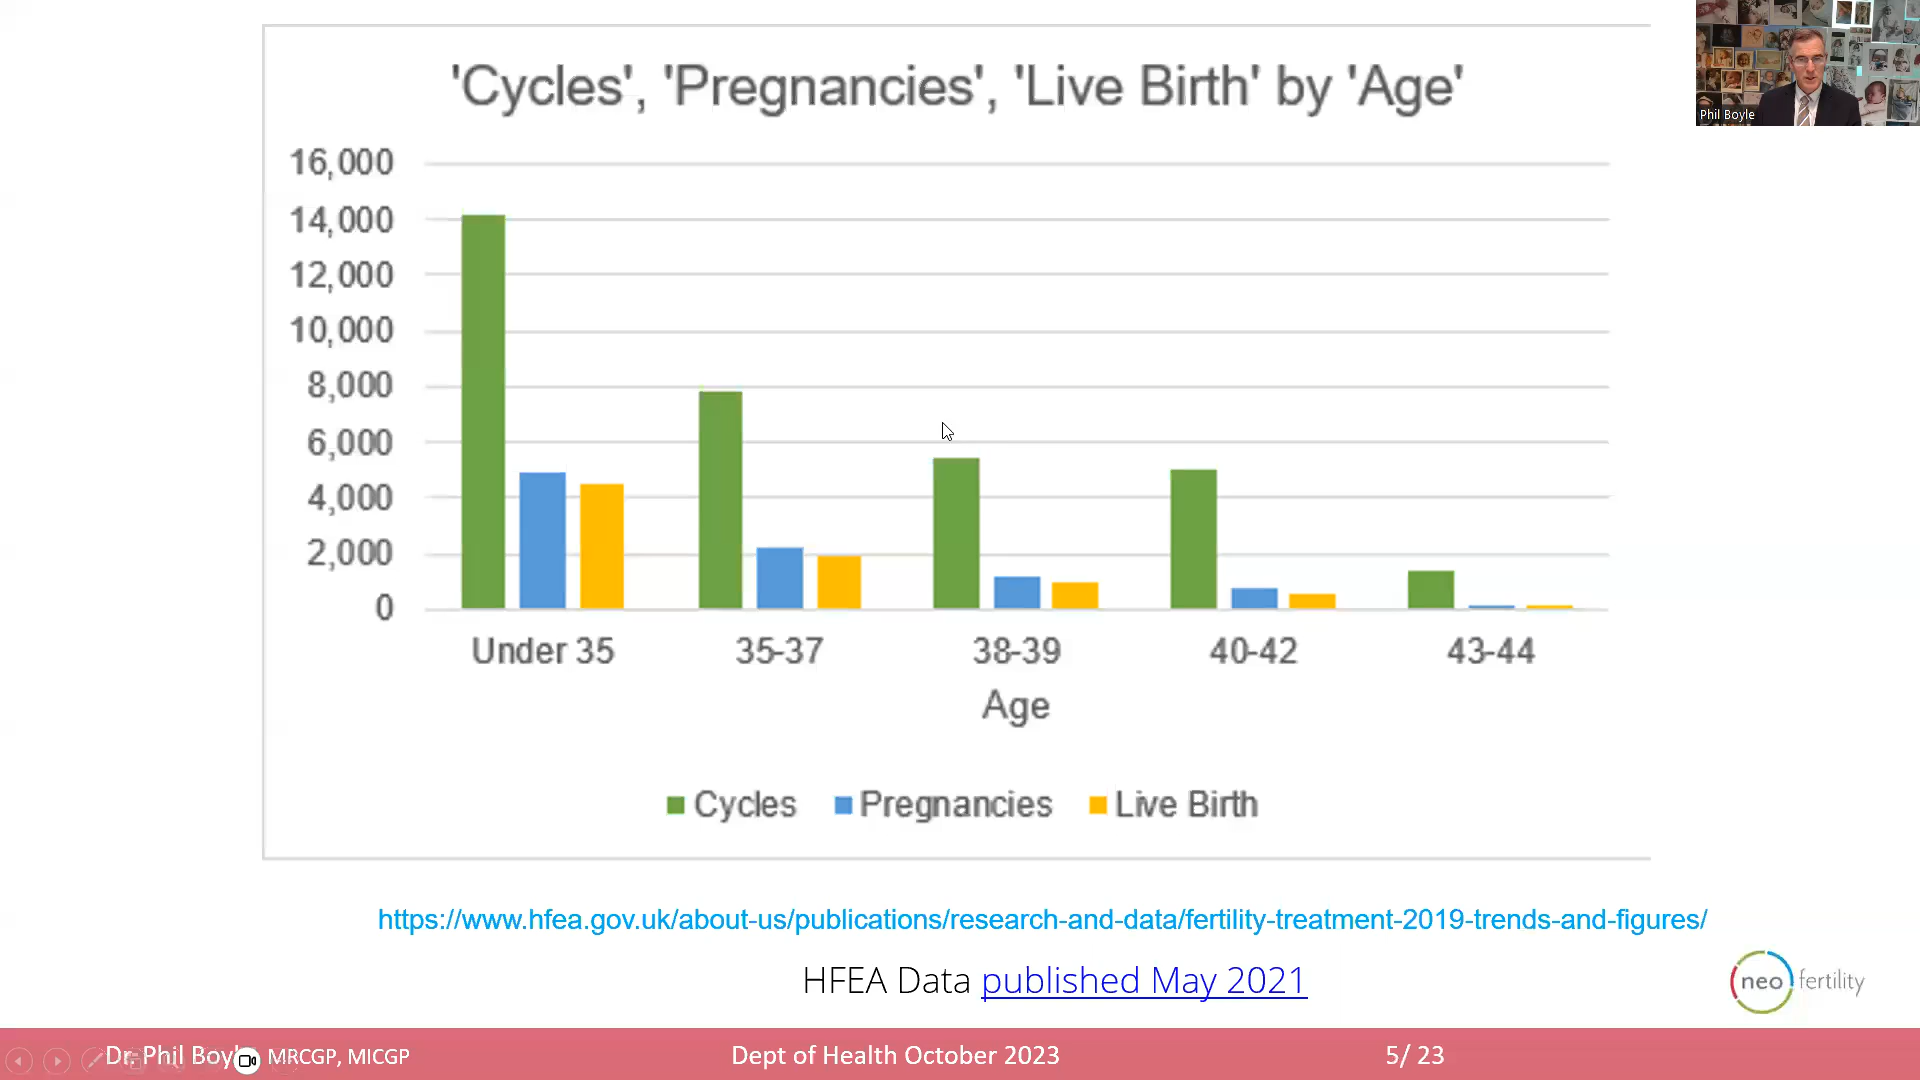 'Cycles', 'Pregnancies', 'Live Birth' by 'Age'
16,000
14,000
12,000
10,000
8,000
6,000
4,000
2,000
0
Under 35 35-37 38-39 40-42 43-44
Age
Cycles Pregnancies Live Birth
https://www.hfea.gov.uk/about-us/publications/research-and-data/fertility-treatment-2019-trends-and-figures/
HFEA Data published May 2021
neo fertility
Dr. Phil Boyle MRCGP, MICGP Dept of Health October 2023 5/ 23
Phil Boyle